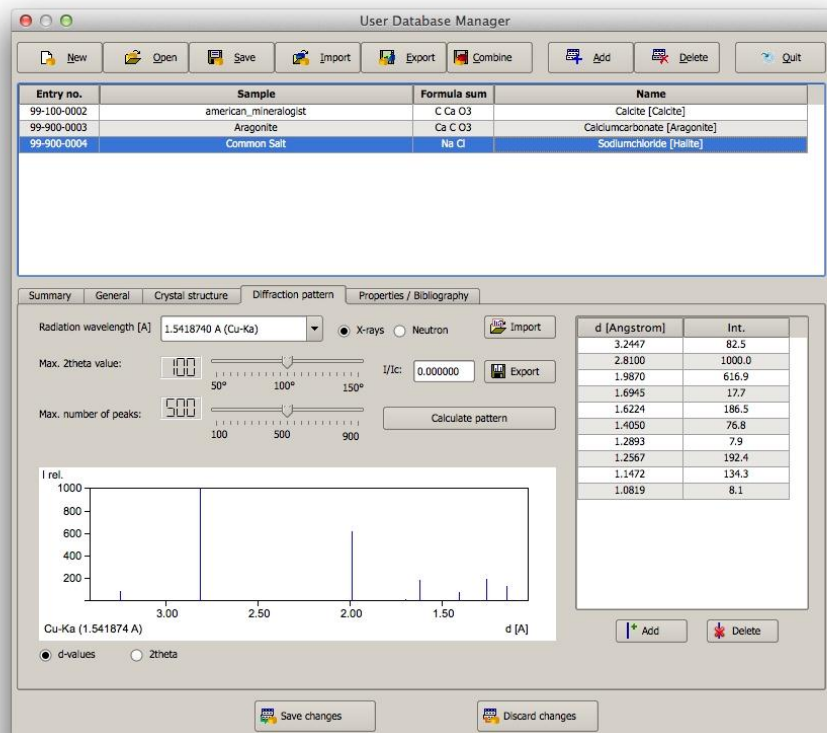 User Database Manager
New Open Save Import Export Combine Add Delete Quit
Entry no. Sample Formula sum Name
99-100-0002 american_mineralogist C Ca O3 Calcite [Calcite]
99-900-0003 Aragonite Ca C O3 Calciumcarbonate [Aragonite]
99-900-0004 Common Salt Na Cl Sodiumchloride [Halite]
Summary General Crystal structure Diffraction pattern Properties / Bibliography
Radiation wavelength [A] 1.5418740 A (Cu-Ka) X-rays Neutron Import
Max. 2theta value: 100 50° 100° 150° I/Ic: 0.000000 Export
Max. number of peaks: 500 100 500 900 Calculate pattern
d [Angstrom] Int.
3.2447 82.5
2.8100 1000.0
1.9870 616.9
1.6945 17.7
1.6224 186.5
1.4050 76.8
1.2893 7.9
1.2567 192.4
1.1472 134.3
1.0819 8.1
I rel.
1000
800
600
400
200
3.00 2.50 2.00 1.50
Cu-Ka (1.541874 A) d [A]
d-values 2theta
Add Delete
Save changes Discard changes